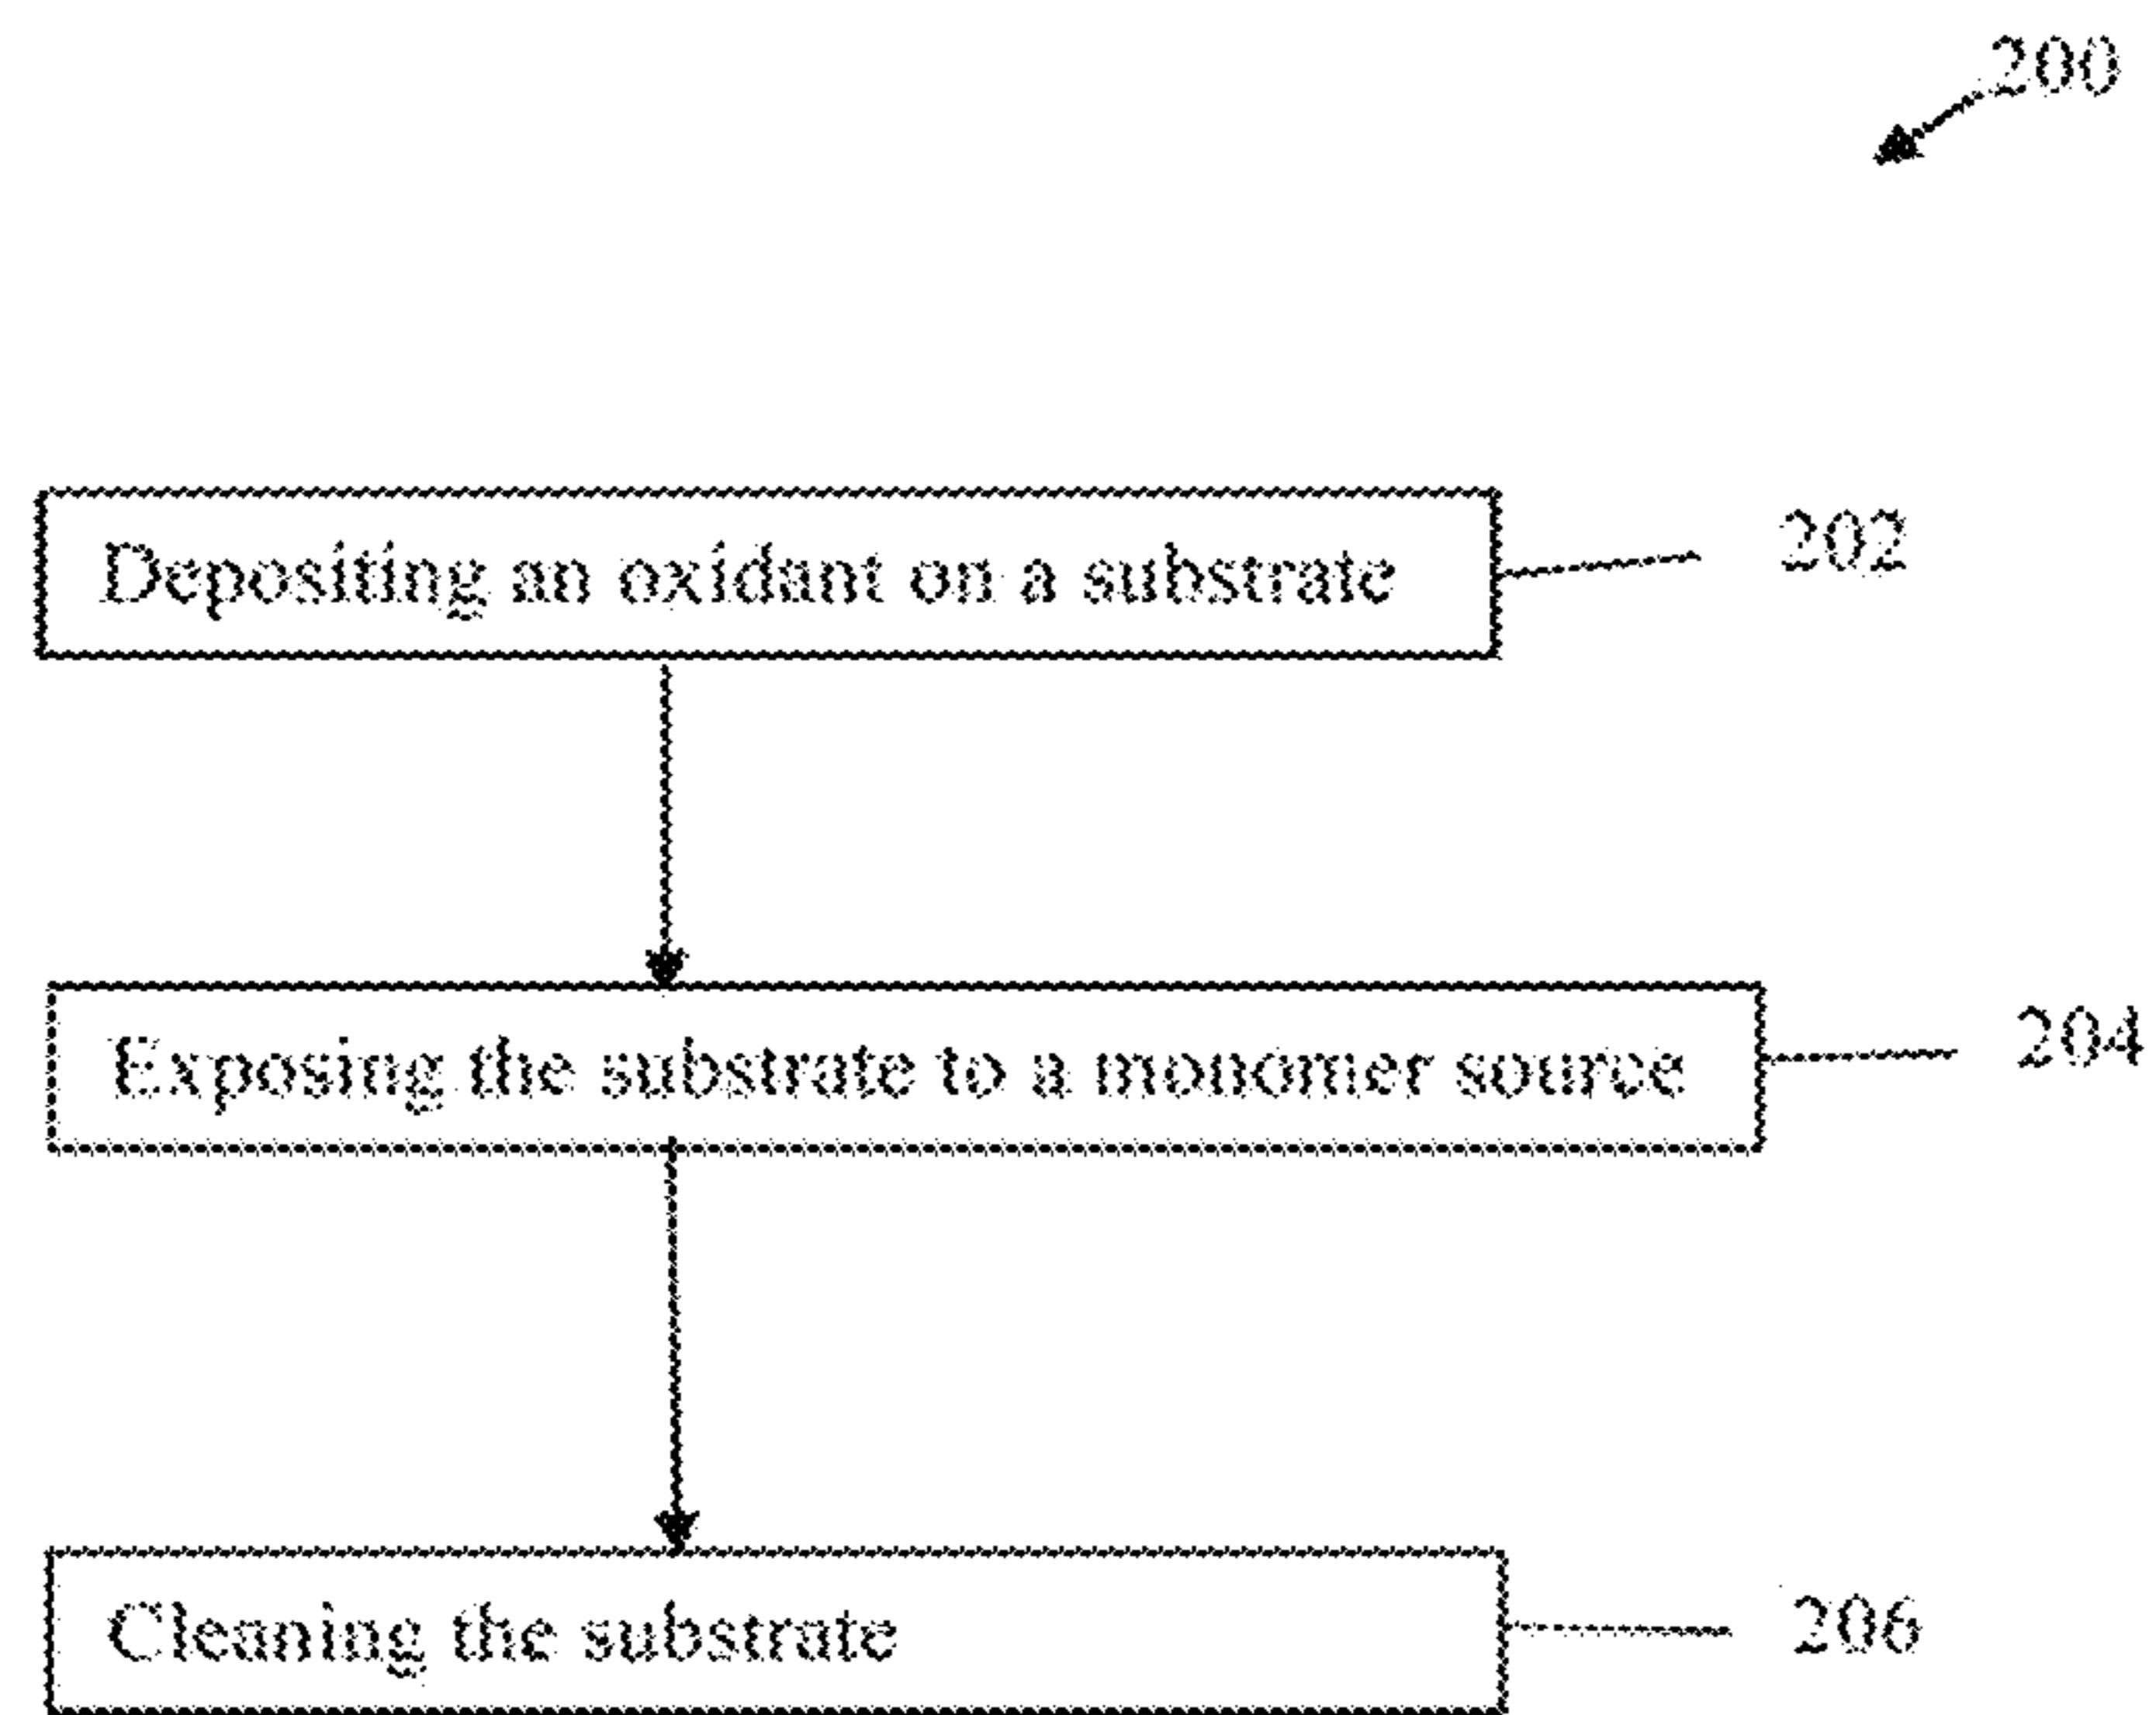 200
Depositing an oxidant on a substrate
202
Exposing the substrate to a monomer source
204
Cleaning the substrate
206